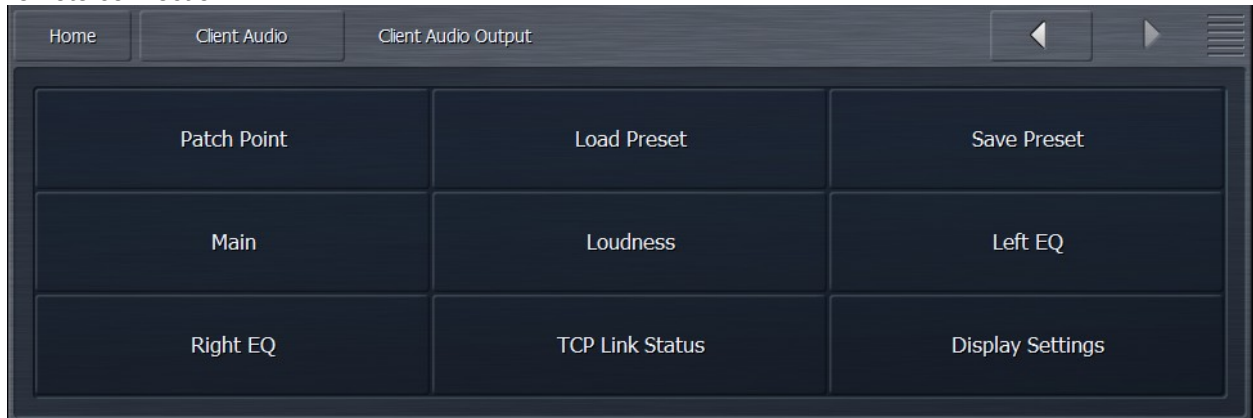 Home Client Audio Client Audio Output
Patch Point Load Preset Save Preset
Main Loudness Left EQ
Right EQ TCP Link Status Display Settings